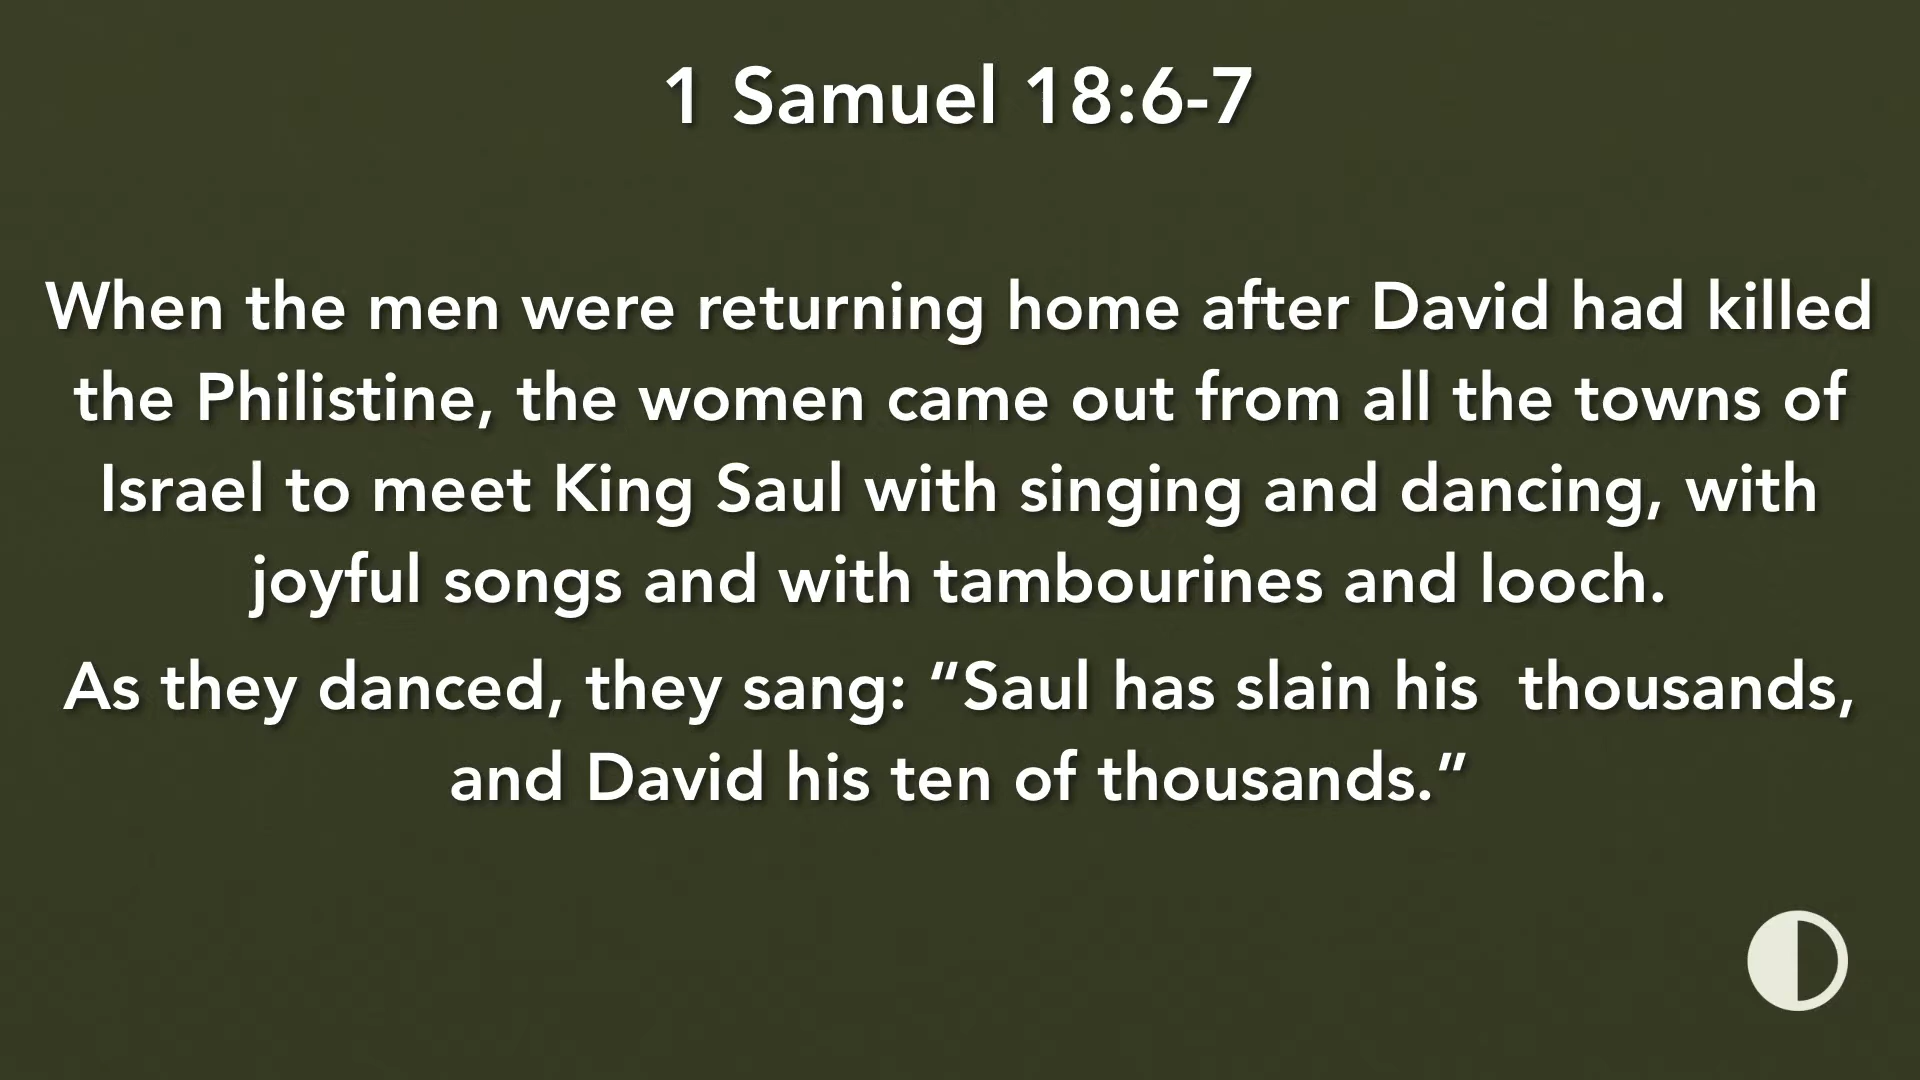 1 Samuel 18:6-7
When the men were returning home after David had killed
the Philistine, the women came out from all the towns of
Israel to meet King Saul with singing and dancing, with
joyful songs and with tambourines and looch.
As they danced, they sang: “Saul has slain his  thousands,
and David his ten of thousands.”